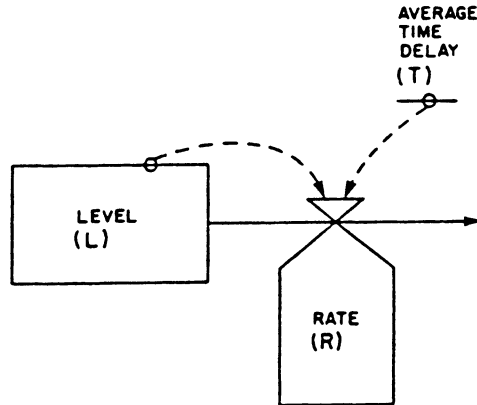 AVERAGE
TIME
DELAY
(T)
LEVEL
(L)
RATE
(R)